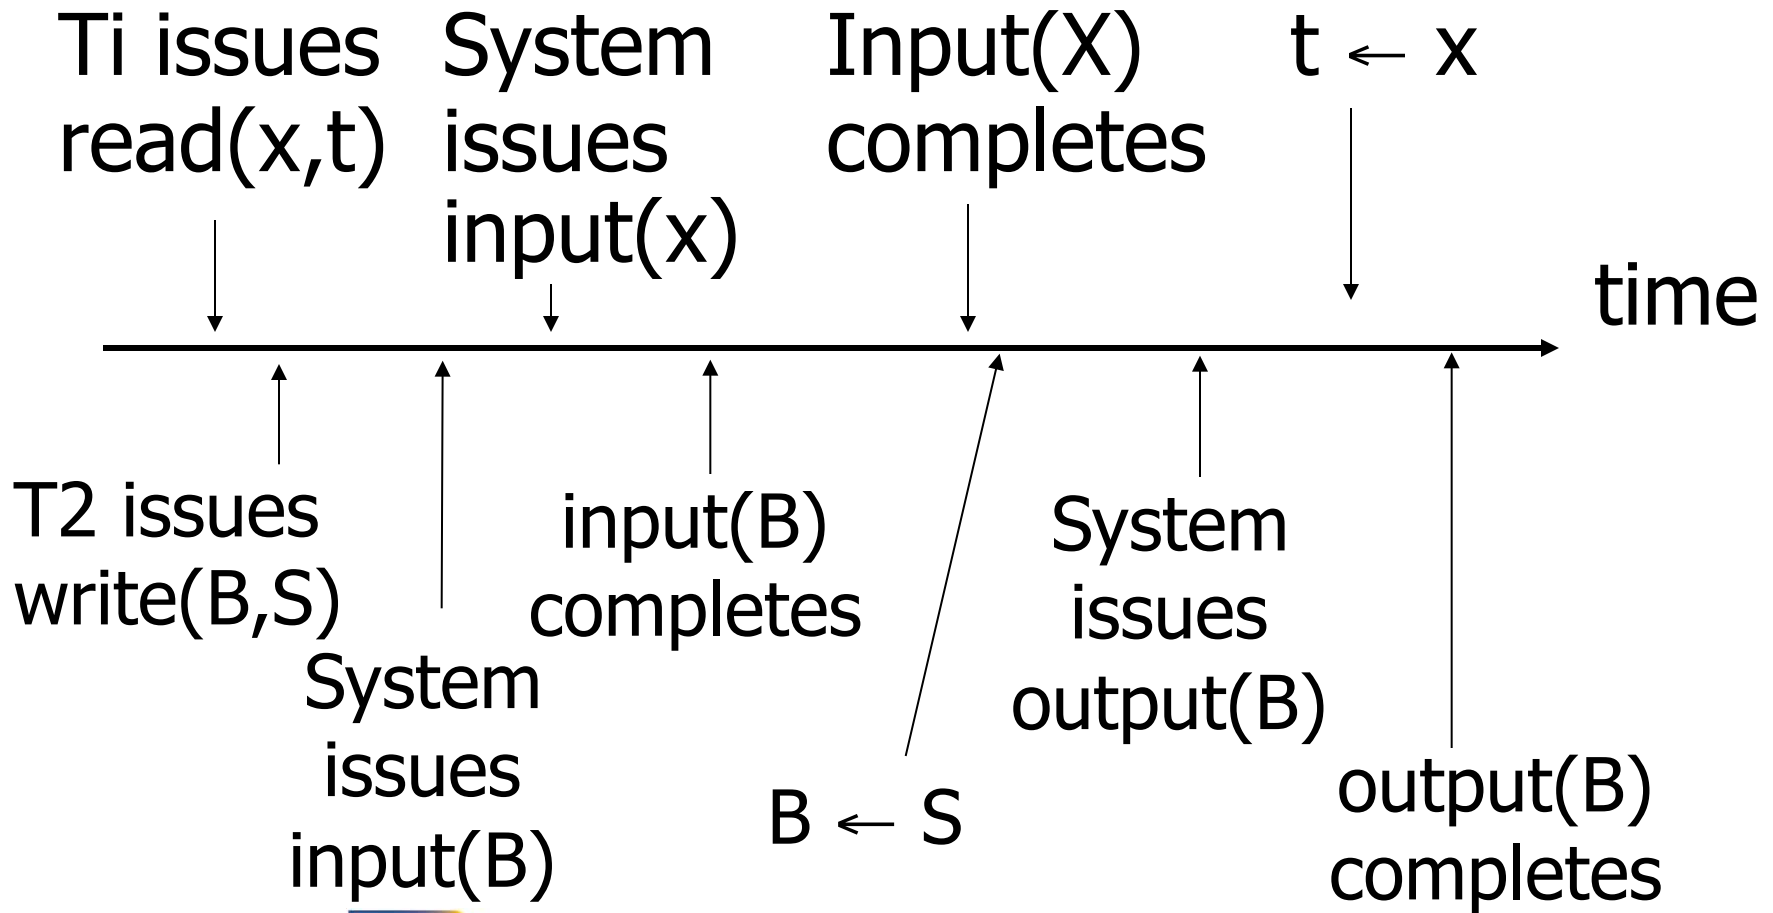 Ti issues
read(x,t)
System
issues
input(x)
Input(X)
completes
t ← x
time
T2 issues
write(B,S)
System
issues
input(B)
input(B)
completes
B ← S
System
issues
output(B)
output(B)
completes